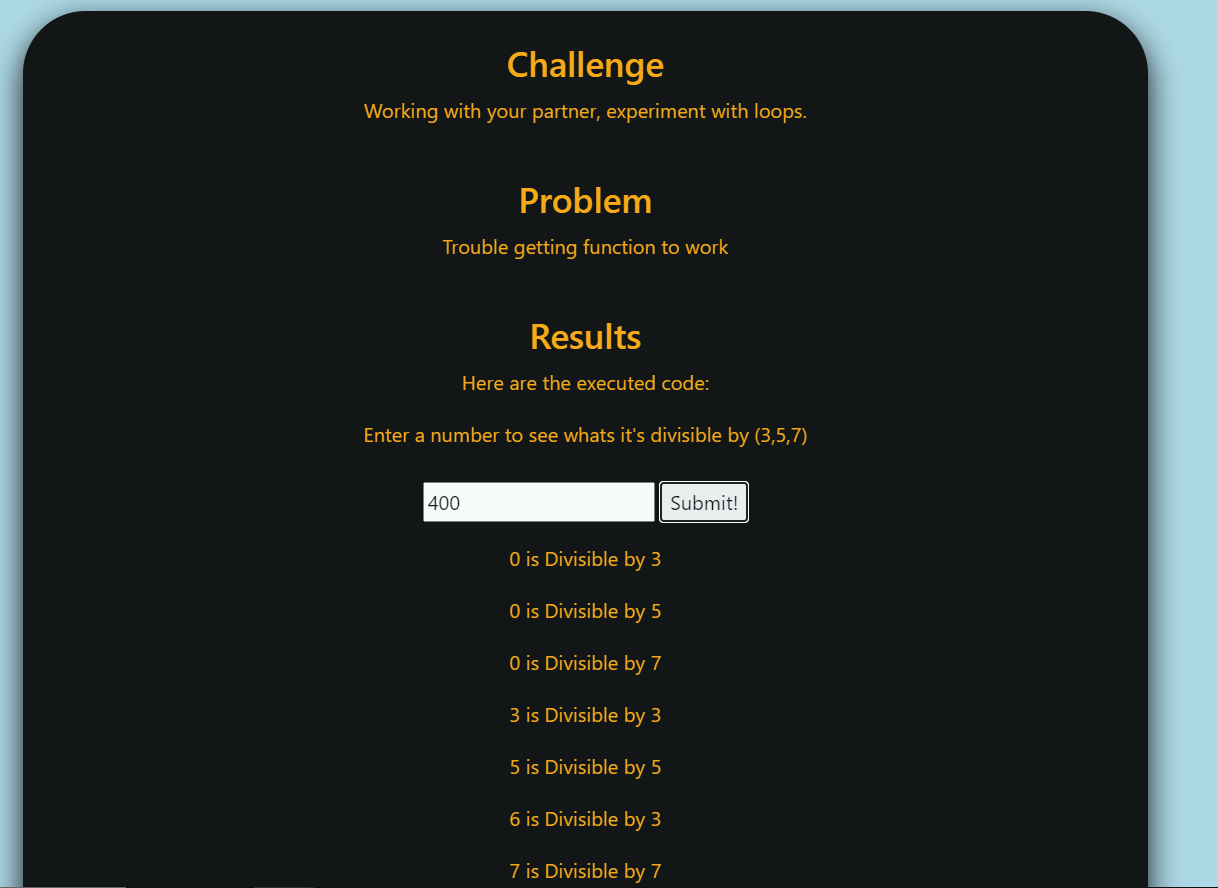 Challenge
Working with your partner, experiment with loops.
Problem
Trouble getting function to work
Results
Here are the executed code:
Enter a number to see whats it's divisible by (3,5,7)
400 Submit!
0 is Divisible by 3
0 is Divisible by 5
0 is Divisible by 7
3 is Divisible by 3
5 is Divisible by 5
6 is Divisible by 3
7 is Divisible by 7